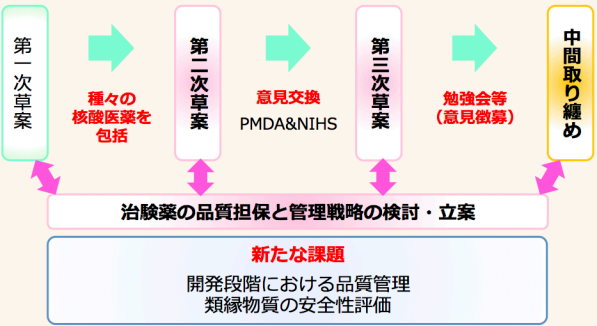 第一次草案
種々の
核酸医薬を
包括
第二次草案
意見交換
PMDA&NIHS
第三次草案
勉強会等
（意見徴募）
中間取り纏め
治験薬の品質担保と管理戦略の検討・立案
新たな課題
開発段階における品質管理
類縁物質の安全性評価